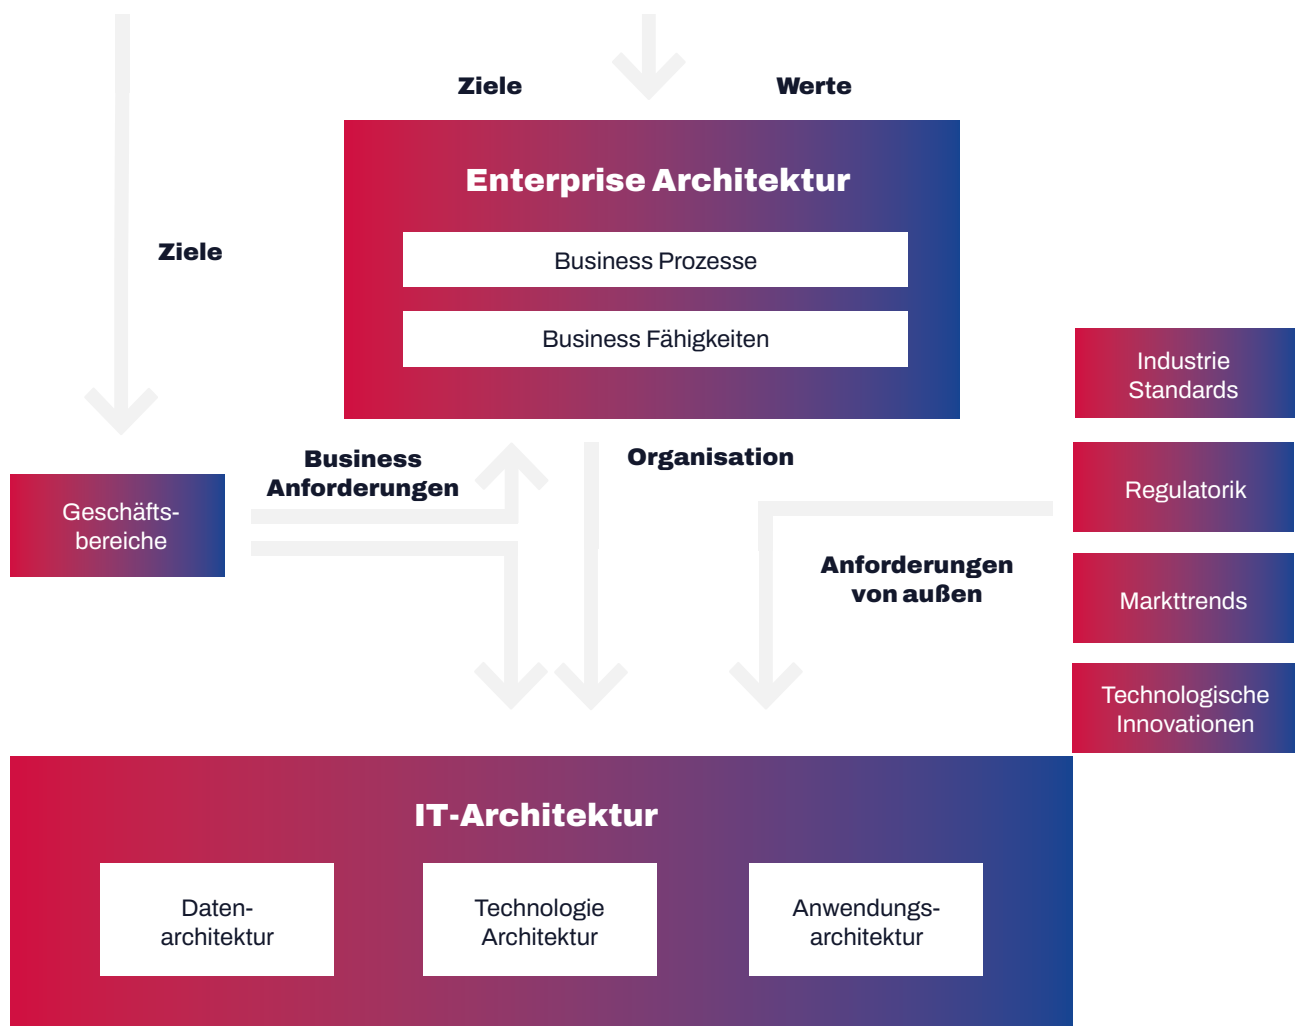 Ziele
Werte
Enterprise Architektur
Business Prozesse
Business Fähigkeiten
Ziele
Industrie
Standards
Business
Anforderungen
Organisation
Regulatorik
Geschäfts-
bereiche
Anforderungen
von außen
Markttrends
Technologische
Innovationen
IT-Architektur
Daten-
architektur
Technologie
Architektur
Anwendungs-
architektur